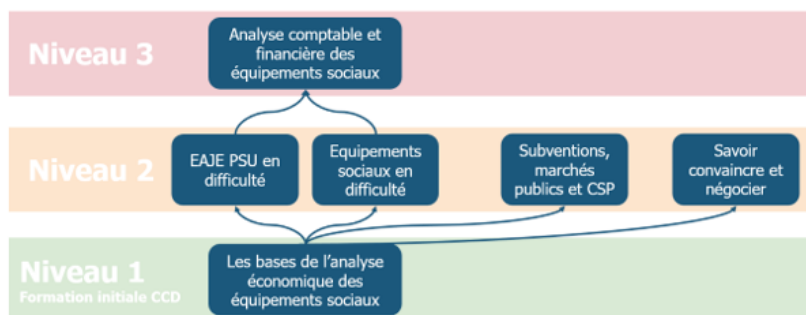 Niveau 3
Analyse comptable et
financière des
équipements sociaux
Niveau 2
EAJE PSU en
difficulté
Equipements
sociaux en
difficulté
Subventions,
marchés
publics et CSP
Savoir
convaincre et
négocier
Niveau 1
Formation initiale CCD
Les bases de l'analyse
économique des
équipements sociaux